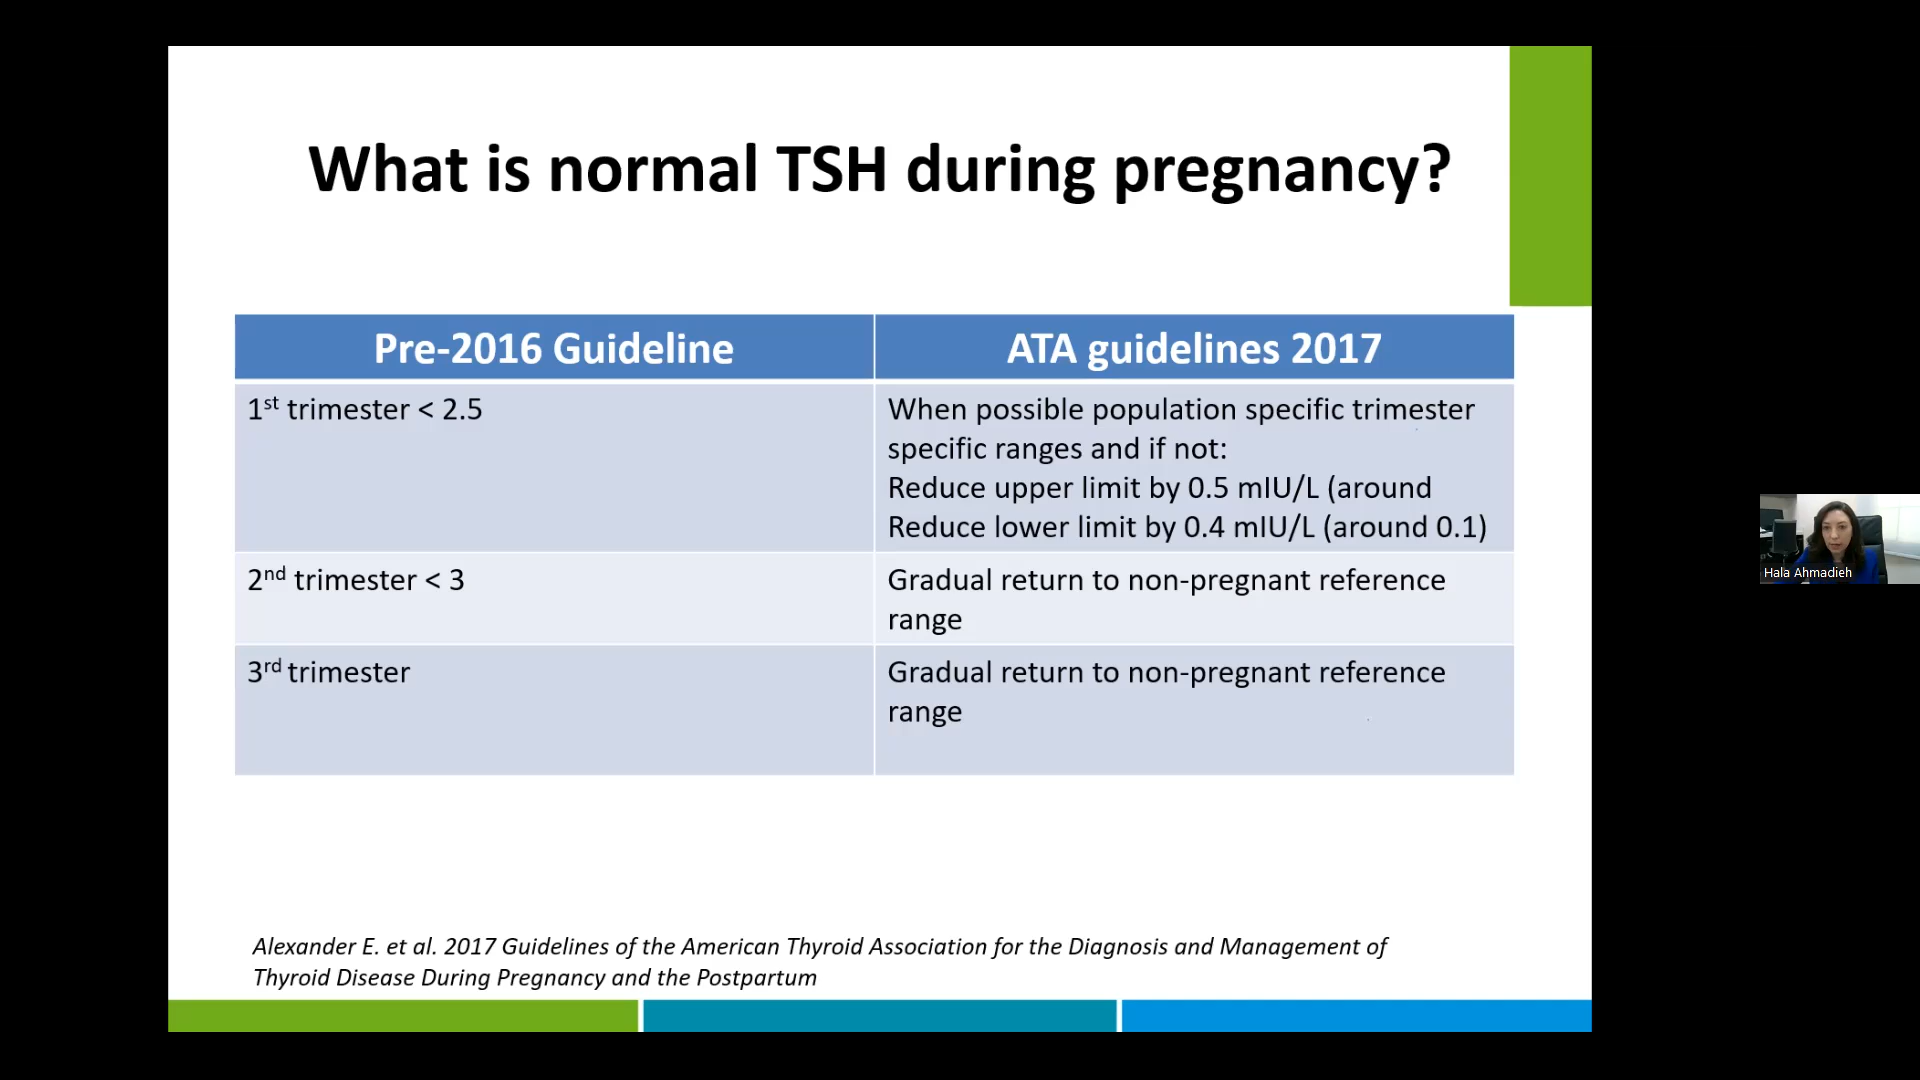 What is normal TSH during pregnancy?
Pre-2016 Guideline
ATA guidelines 2017
1st trimester < 2.5
When possible population specific trimester
specific ranges and if not:
Reduce upper limit by 0.5 mIU/L (around
Reduce lower limit by 0.4 mIU/L (around 0.1)
2nd trimester < 3
Gradual return to non-pregnant reference
range
3rd trimester
Gradual return to non-pregnant reference
range
Alexander E. et al. 2017 Guidelines of the American Thyroid Association for the Diagnosis and Management of
Thyroid Disease During Pregnancy and the Postpartum
Hala Ahmadieh